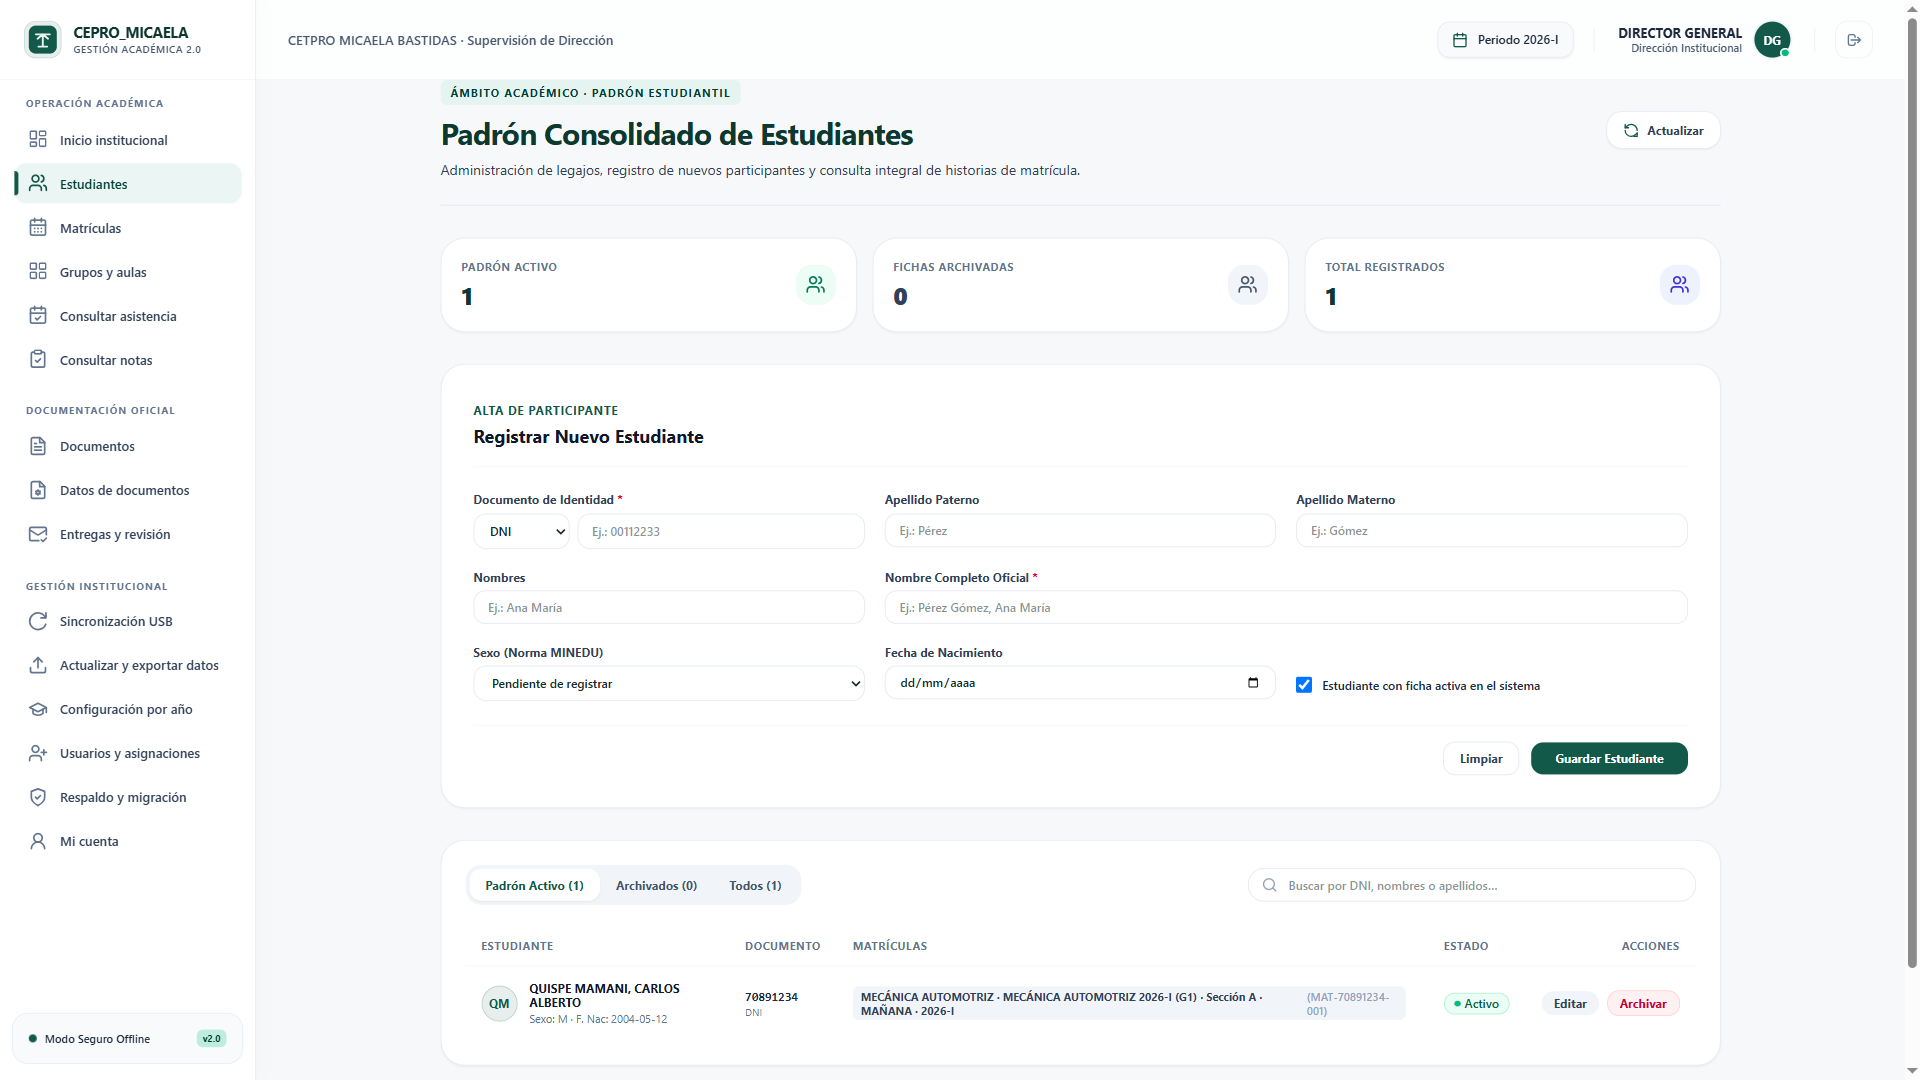 CEPRO_MICAELA
GESTIÓN ACADÉMICA 2.0
OPERACIÓN ACADÉMICA
Inicio institucional
Estudiantes
Matrículas
Grupos y aulas
Consultar asistencia
Consultar notas
DOCUMENTACIÓN OFICIAL
Documentos
Datos de documentos
Entregas y revisión
GESTIÓN INSTITUCIONAL
Sincronización USB
Actualizar y exportar datos
Configuración por año
Usuarios y asignaciones
Respaldo y migración
Mi cuenta
Modo Seguro Offline v2.0
CETPRO MICAELA BASTIDAS · Supervisión de Dirección
Periodo 2026-I
DIRECTOR GENERAL
Dirección Institucional
DG
ÁMBITO ACADÉMICO · PADRÓN ESTUDIANTIL
Padrón Consolidado de Estudiantes
Administración de legajos, registro de nuevos participantes y consulta integral de historias de matrícula.
Actualizar
PADRÓN ACTIVO
1
FICHAS ARCHIVADAS
0
TOTAL REGISTRADOS
1
ALTA DE PARTICIPANTE
Registrar Nuevo Estudiante
Documento de Identidad * Apellido Paterno Apellido Materno
DNI Ej.: 00112233 Ej.: Pérez Ej.: Gómez
Nombres Nombre Completo Oficial *
Ej.: Ana María Ej.: Pérez Gómez, Ana María
Sexo (Norma MINEDU) Fecha de Nacimiento
Pendiente de registrar dd/mm/aaaa Estudiante con ficha activa en el sistema
Limpiar Guardar Estudiante
Padrón Activo (1) Archivados (0) Todos (1) Buscar por DNI, nombres o apellidos...
ESTUDIANTE DOCUMENTO MATRÍCULAS ESTADO ACCIONES
QM
QUISPE MAMANI, CARLOS
ALBERTO
Sexo: M · F. Nac: 2004-05-12
70891234
DNI
MECÁNICA AUTOMOTRIZ · MECÁNICA AUTOMOTRIZ 2026-I (G1) · Sección A ·
MAÑANA · 2026-I
(MAT-70891234-
001)
Activo
Editar Archivar